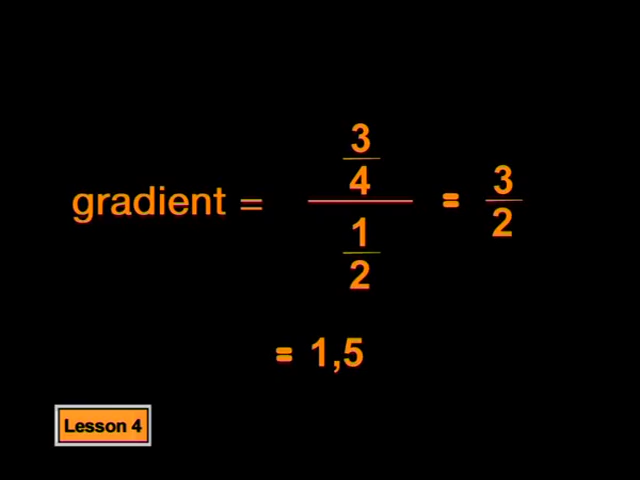 gradient = 3/4 / 1/2 = 3/2
= 1,5
Lesson 4